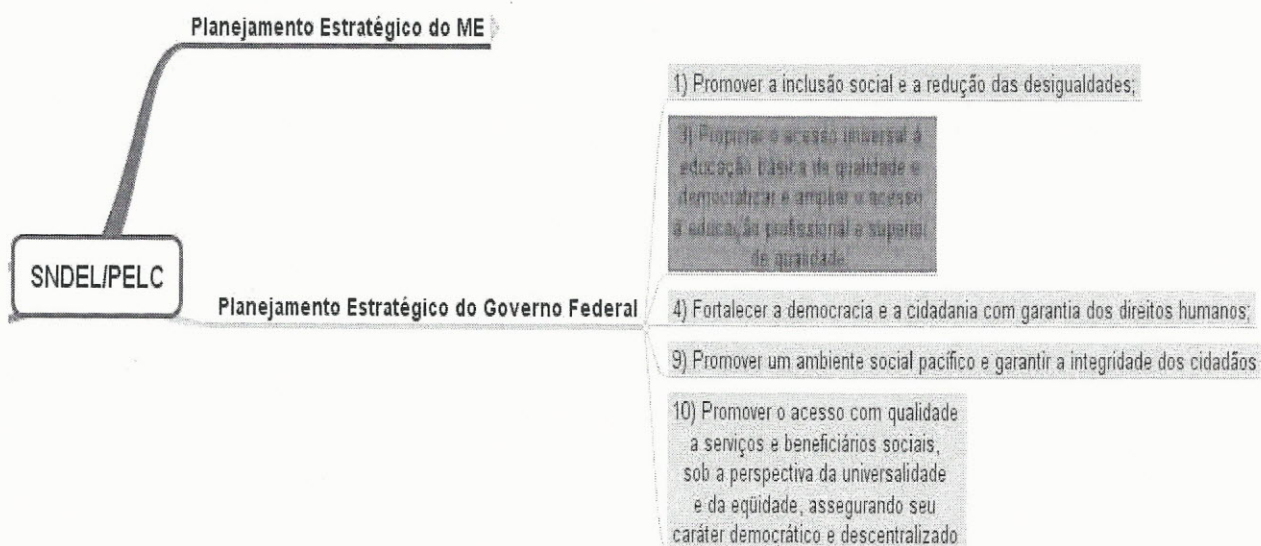 Planejamento Estratégico do ME
SNDEL/PELC
Planejamento Estratégico do Governo Federal
1) Promover a inclusão social e a redução das desigualdades;
3) Propiciar o acesso universal à
educação básica de qualidade e
democratizar e ampliar o acesso
à educação profissional e superior
de qualidade
4) Fortalecer a democracia e a cidadania com garantia dos direitos humanos;
9) Promover um ambiente social pacífico e garantir a integridade dos cidadãos
10) Promover o acesso com qualidade
a serviços e beneficiários sociais,
sob a perspectiva da universalidade
e da eqüidade, assegurando seu
caráter democrático e descentralizado